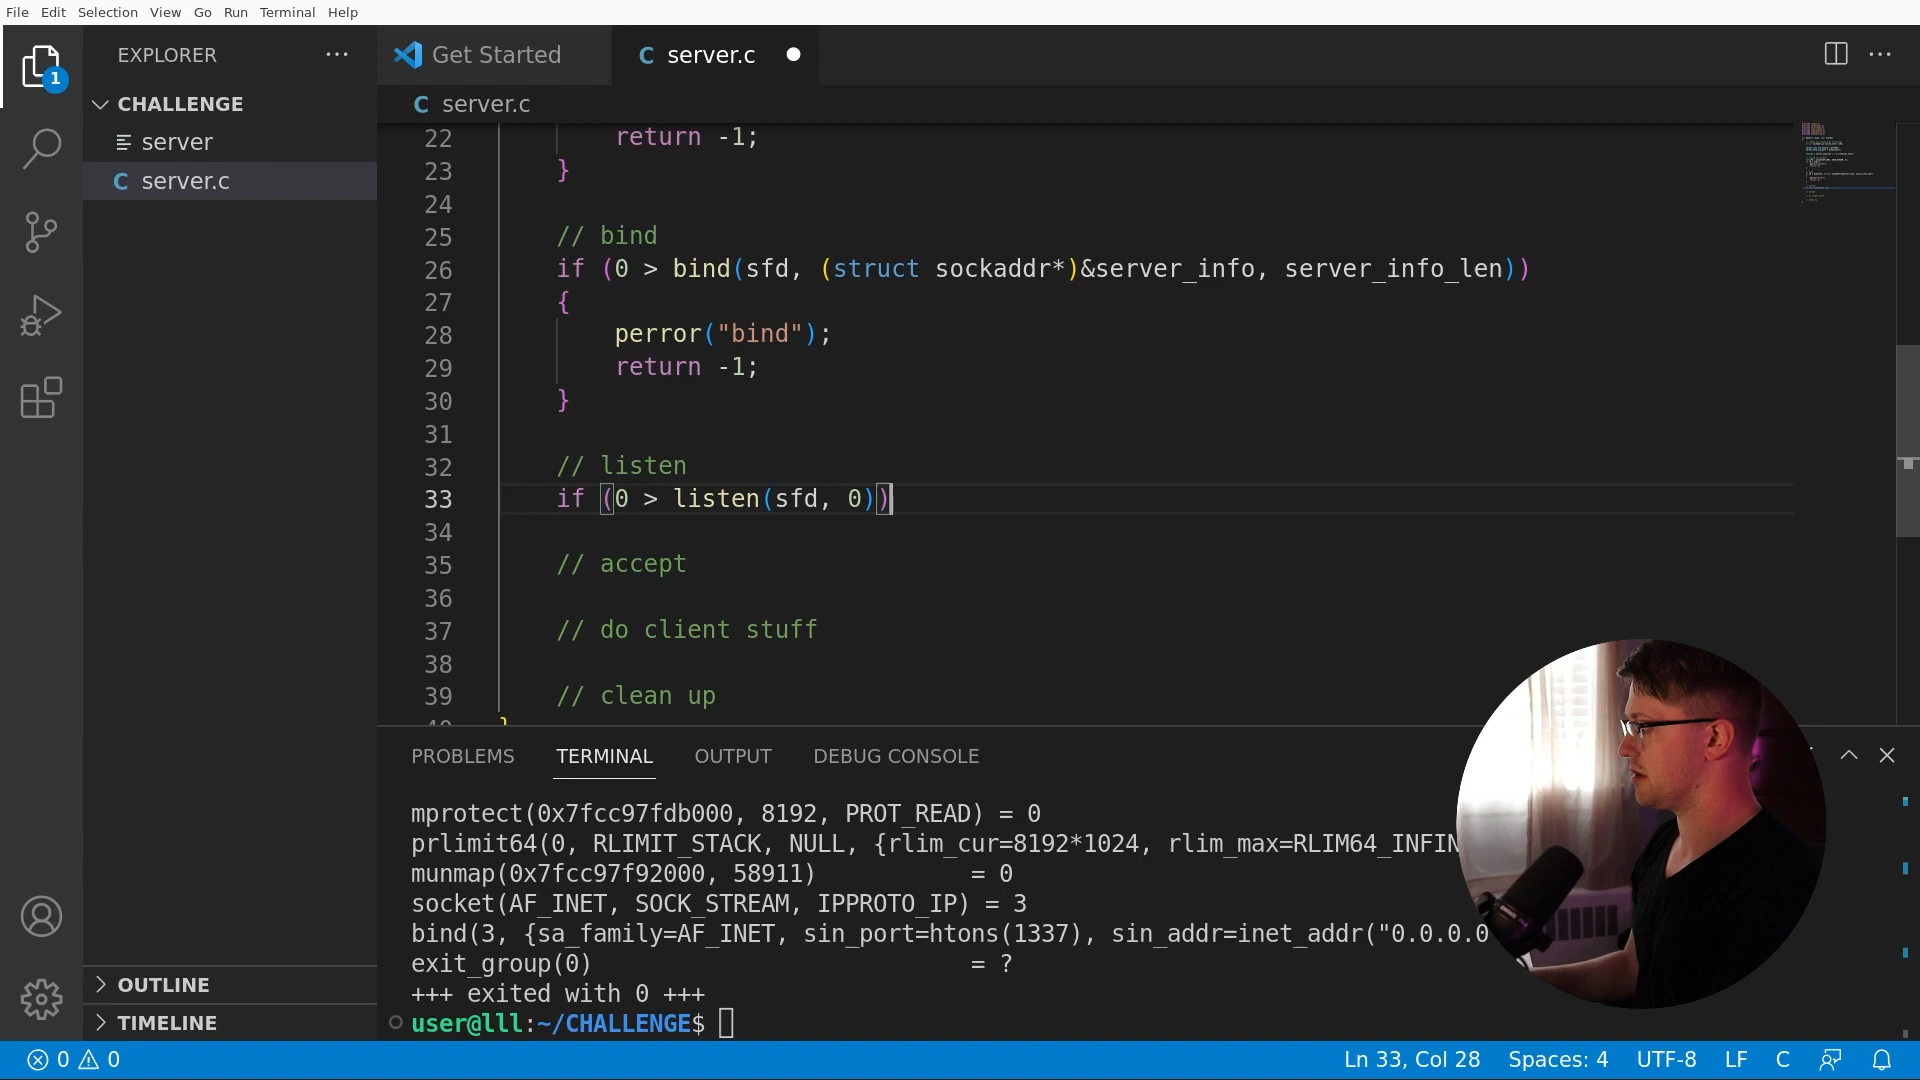 File Edit Selection View Go Run Terminal Help
EXPLORER
Get Started
C server.c
1
CHALLENGE
server
C server.c
C server.c
22 return -1;
23 }
24
25 // bind
26 if (0 > bind(sfd, (struct sockaddr*)&server_info, server_info_len))
27 {
28 perror("bind");
29 return -1;
30 }
31
32 // listen
33 if (0 > listen(sfd, 0))
34
35 // accept
36
37 // do client stuff
38
39 // clean up
40 }
PROBLEMS TERMINAL OUTPUT DEBUG CONSOLE
mprotect(0x7fcc97fdb000, 8192, PROT_READ) = 0
prlimit64(0, RLIMIT_STACK, NULL, {rlim_cur=8192*1024, rlim_max=RLIM64_INFIN
munmap(0x7fcc97f92000, 58911) = 0
socket(AF_INET, SOCK_STREAM, IPPROTO_IP) = 3
bind(3, {sa_family=AF_INET, sin_port=htons(1337), sin_addr=inet_addr("0.0.0.0
exit_group(0) = ?
+++ exited with 0 +++
user@lll:~/CHALLENGE$
OUTLINE
TIMELINE
0 0
Ln 33, Col 28 Spaces: 4 UTF-8 LF C